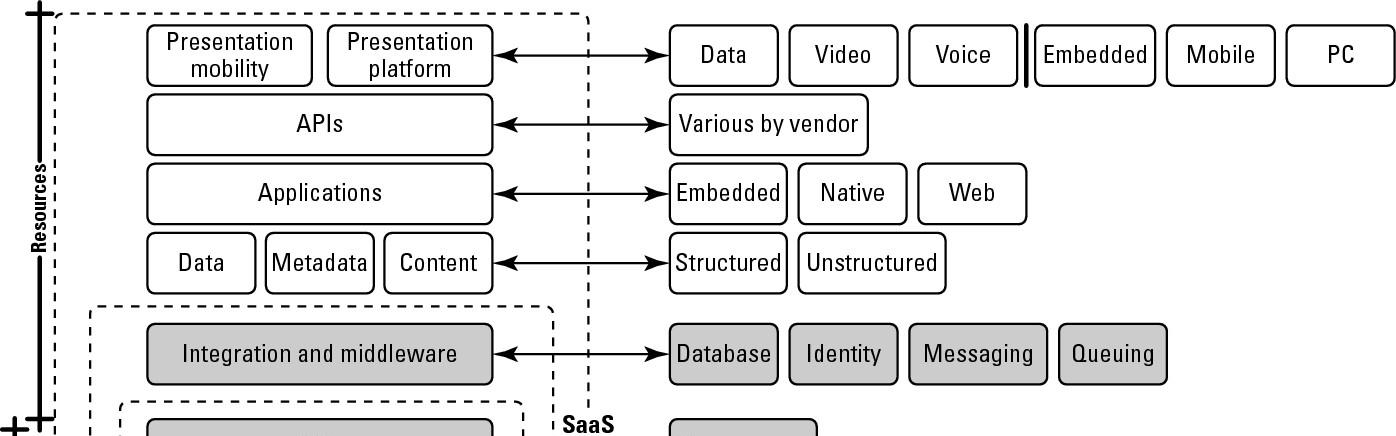 Presentation
mobility
Presentation
platform
Data
Video
Voice
Embedded
Mobile
PC
APIs
Various by vendor
Applications
Embedded
Native
Web
Resources
Data
Metadata
Content
Structured
Unstructured
Integration and middleware
Database
Identity
Messaging
Queuing
SaaS